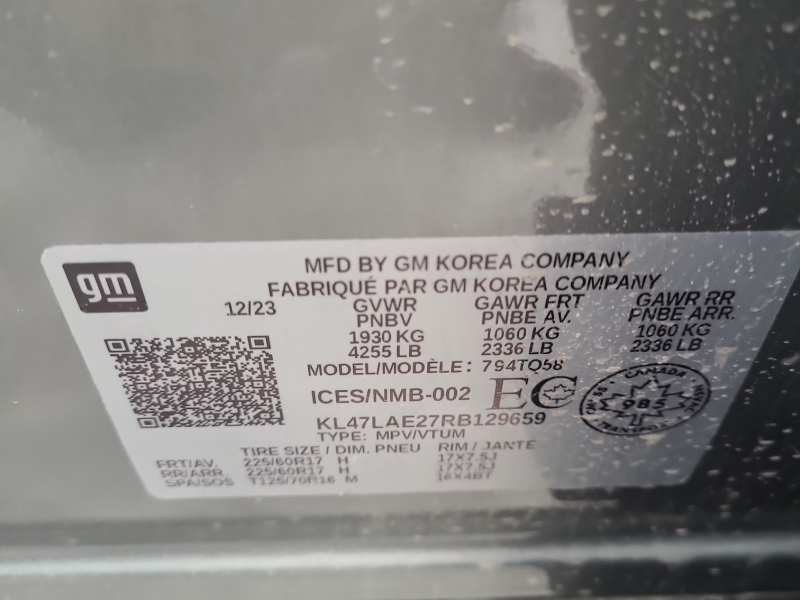 gm
MFD BY GM KOREA COMPANY
FABRIQUÉ PAR GM KOREA COMPANY
12/23 GVWR GAWR FRT GAWR RR
PNBV PNBE AV. PNBE ARR.
1930 KG 1060 KG 1060 KG
4255 LB 2336 LB 2336 LB
MODEL/MODÈLE: 794TQ58
ICES/NMB-002 EC
CANADA
985
TRANSPORT
KL47LAE27RB129659
TYPE: MPV/VTUM
TIRE SIZE / DIM. PNEU RIM / JANTE
FRT/AV. 225/60R17 H 17X7.5J
RR/ARR. 225/60R17 H 17X7.5J
SPA/SOS T125/70R16 M 16X4BT